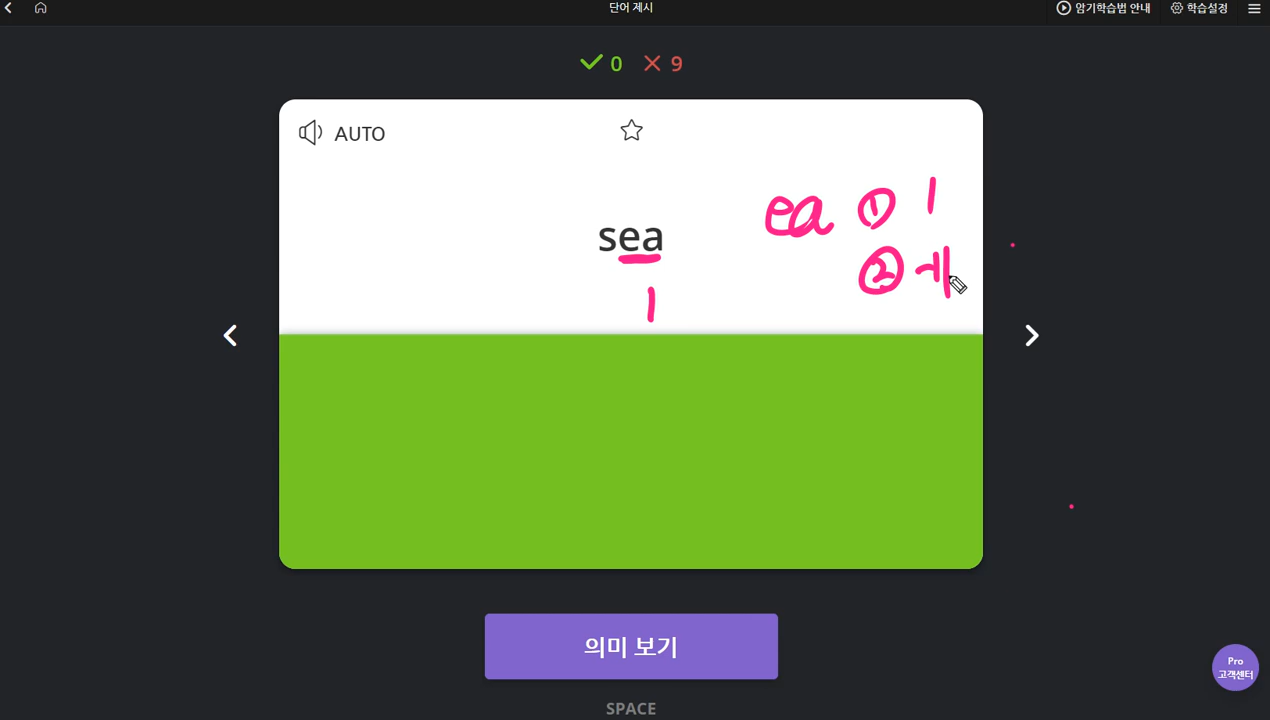 단어 제시
암기학습법 안내
학습설정
0
9
AUTO
sea
ea ① ㅣ
② ㅔ
ㅣ
의미 보기
SPACE
Pro
고객센터